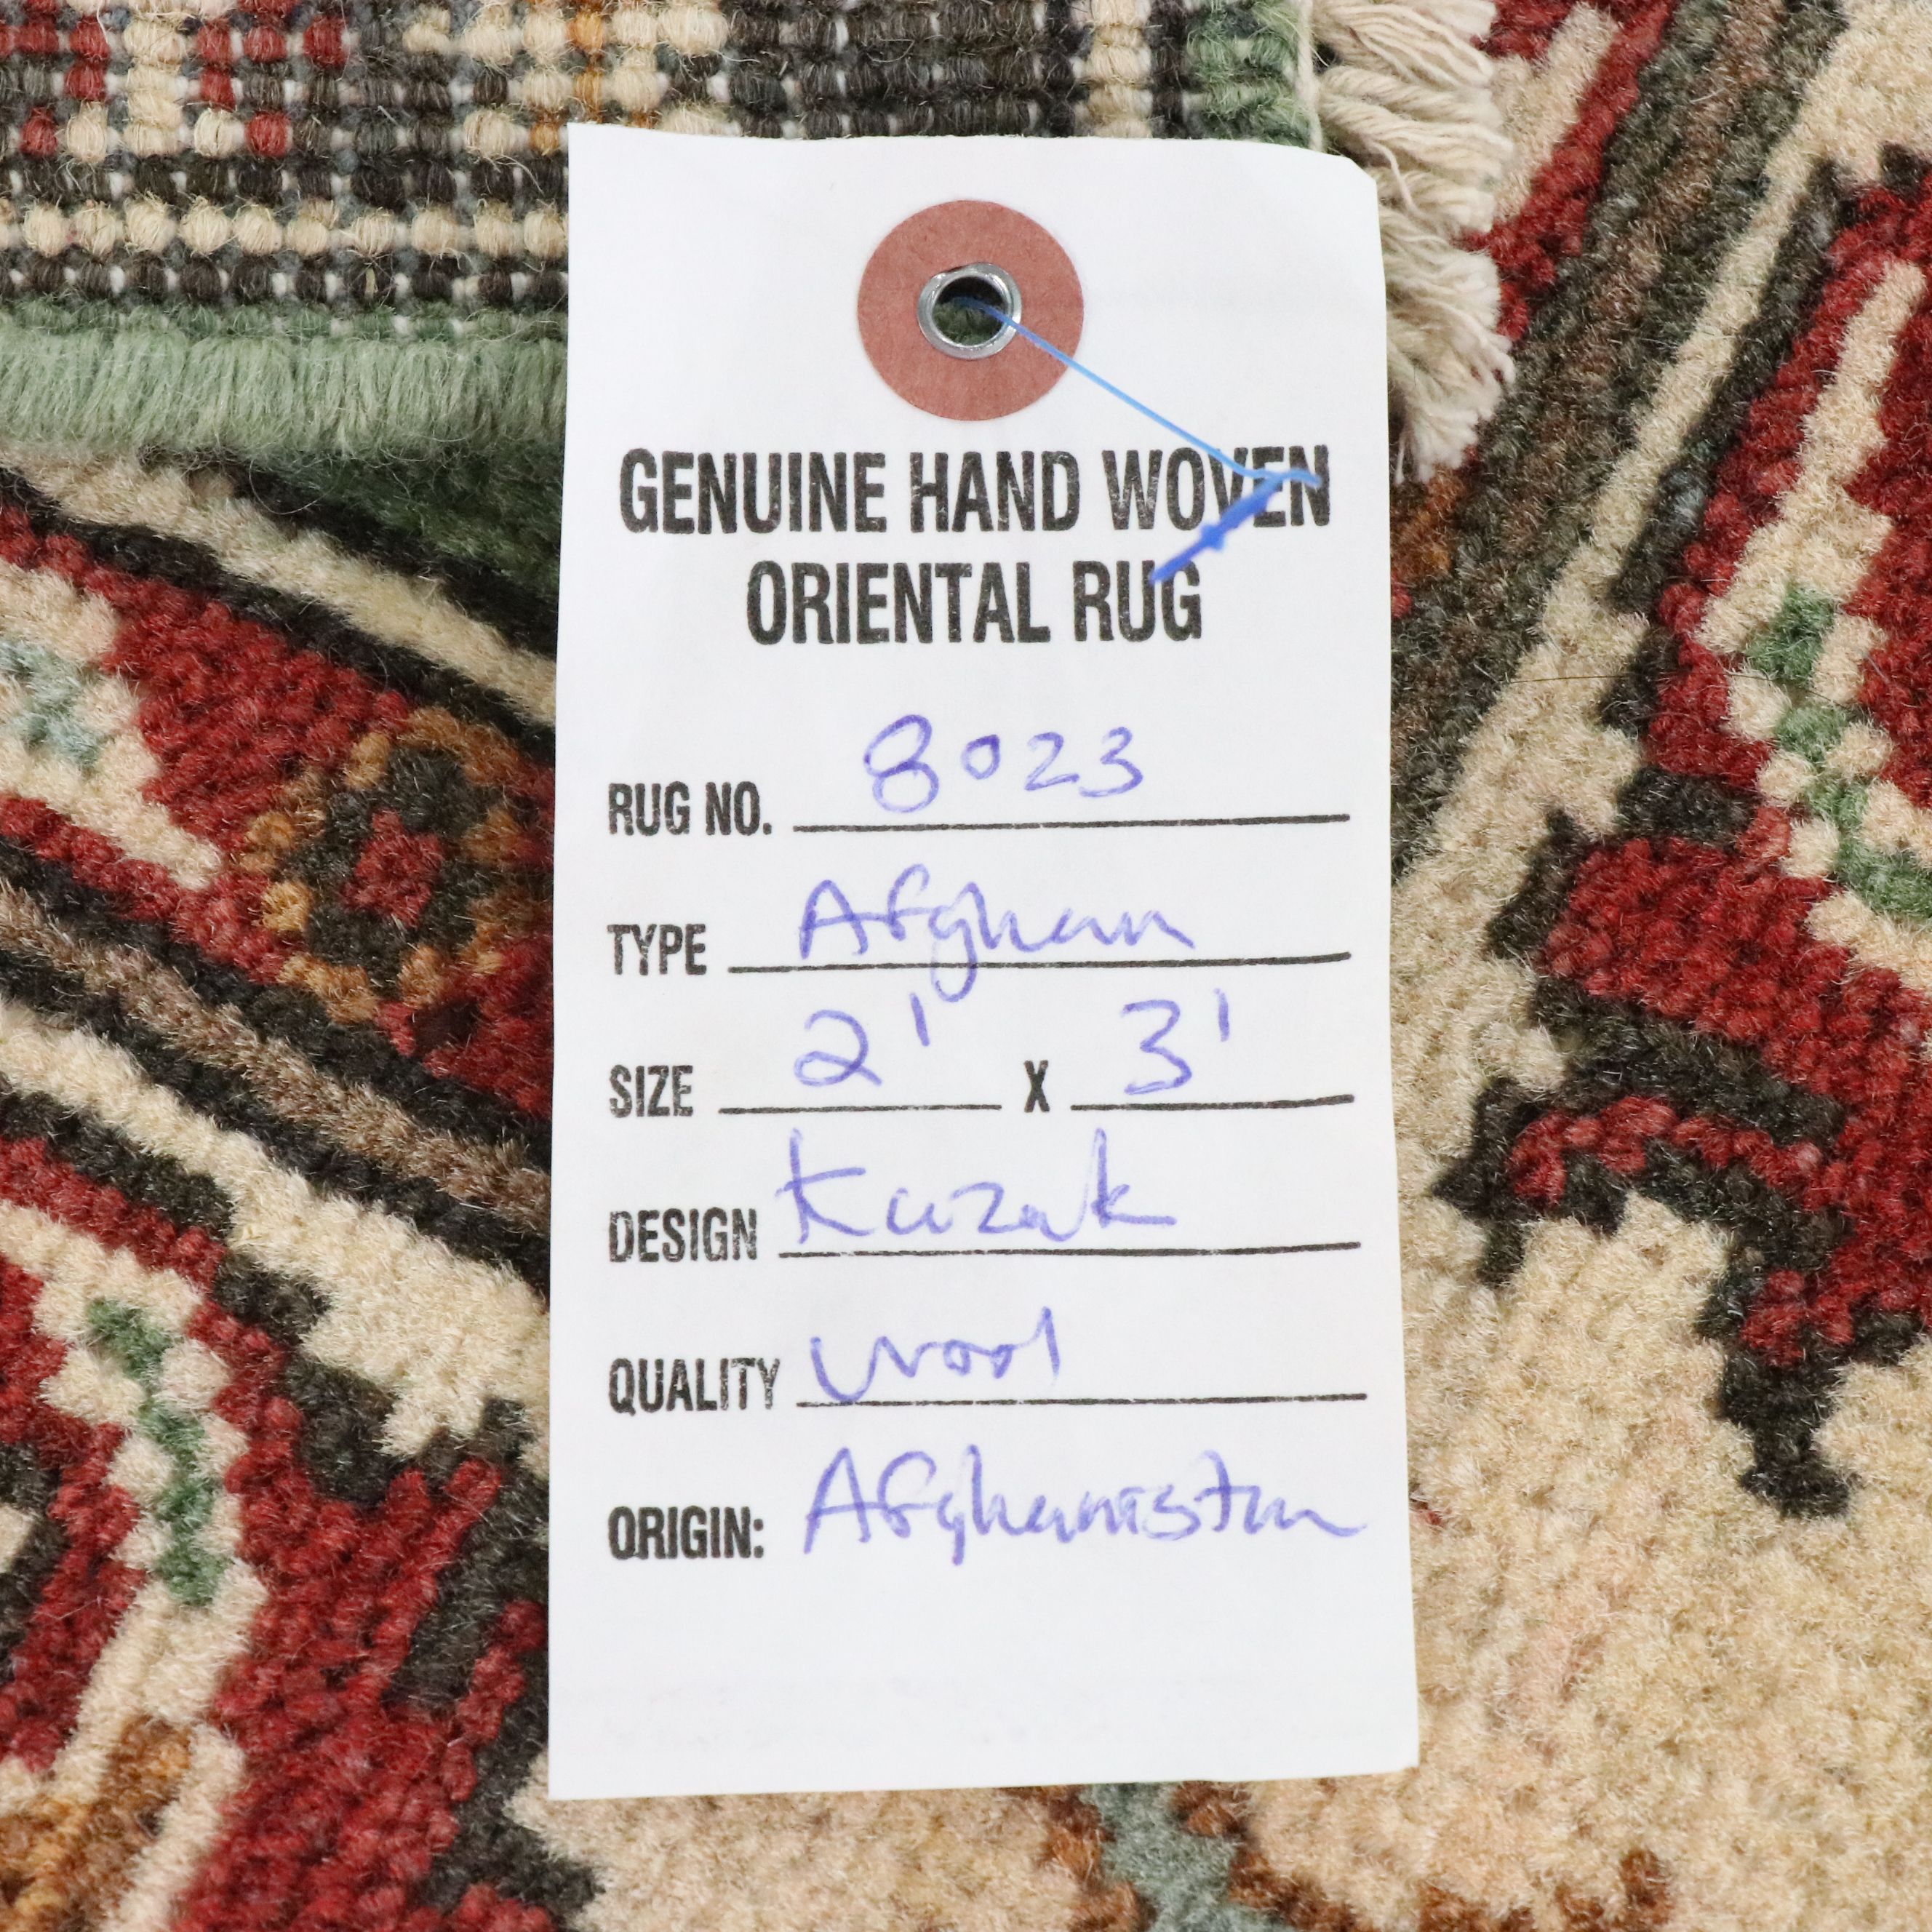 GENUINE HAND WOVEN
ORIENTAL RUG
RUG NO. 8023
TYPE Afghan
SIZE 2' X 3'
DESIGN Kazak
QUALITY Wool
ORIGIN: Afghanistan